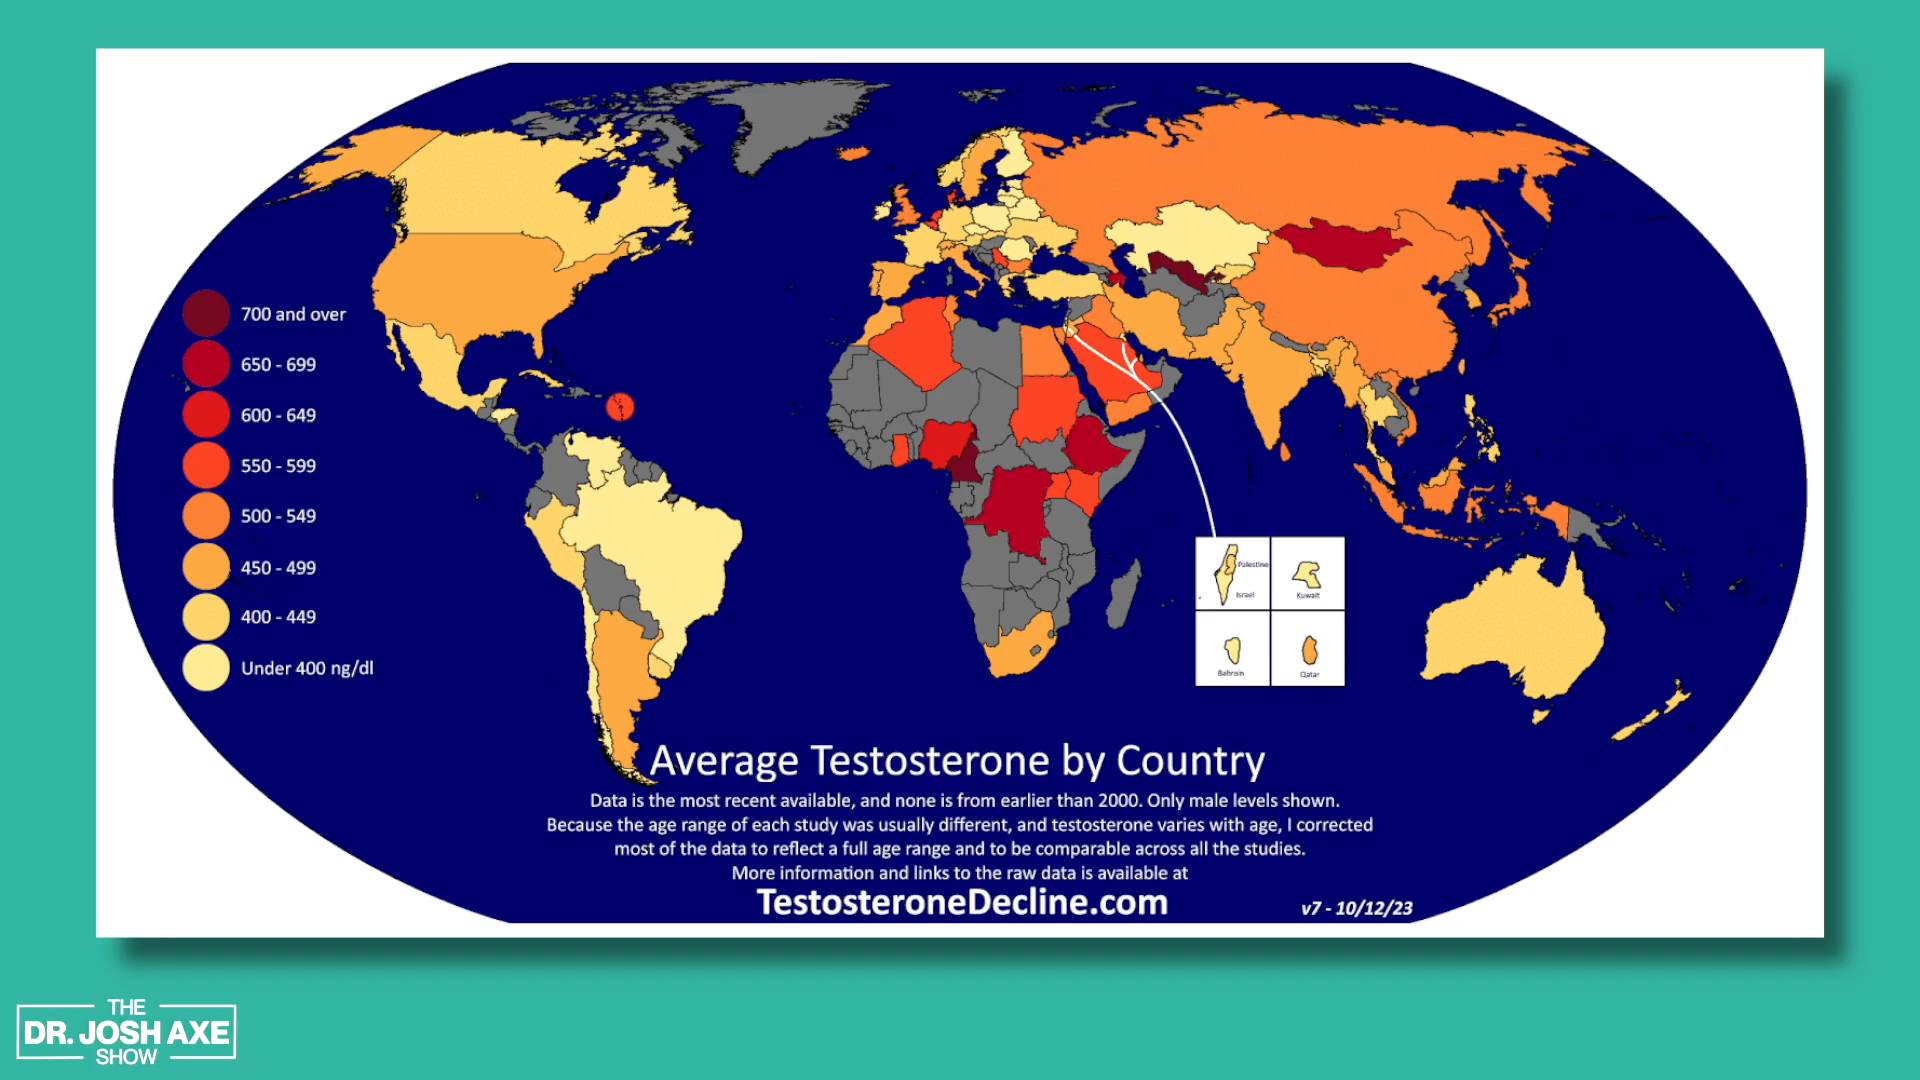 700 and over
650 - 699
600 - 649
550 - 599
500 - 549
450 - 499
400 - 449
Under 400 ng/dl
Palestine
Israel
Kuwait
Bahrain
Qatar
Average Testosterone by Country
Data is the most recent available, and none is from earlier than 2000. Only male levels shown.
Because the age range of each study was usually different, and testosterone varies with age, I corrected
most of the data to reflect a full age range and to be comparable across all the studies.
More information and links to the raw data is available at
TestosteroneDecline.com
v7 - 10/12/23
THE
DR. JOSH AXE
SHOW